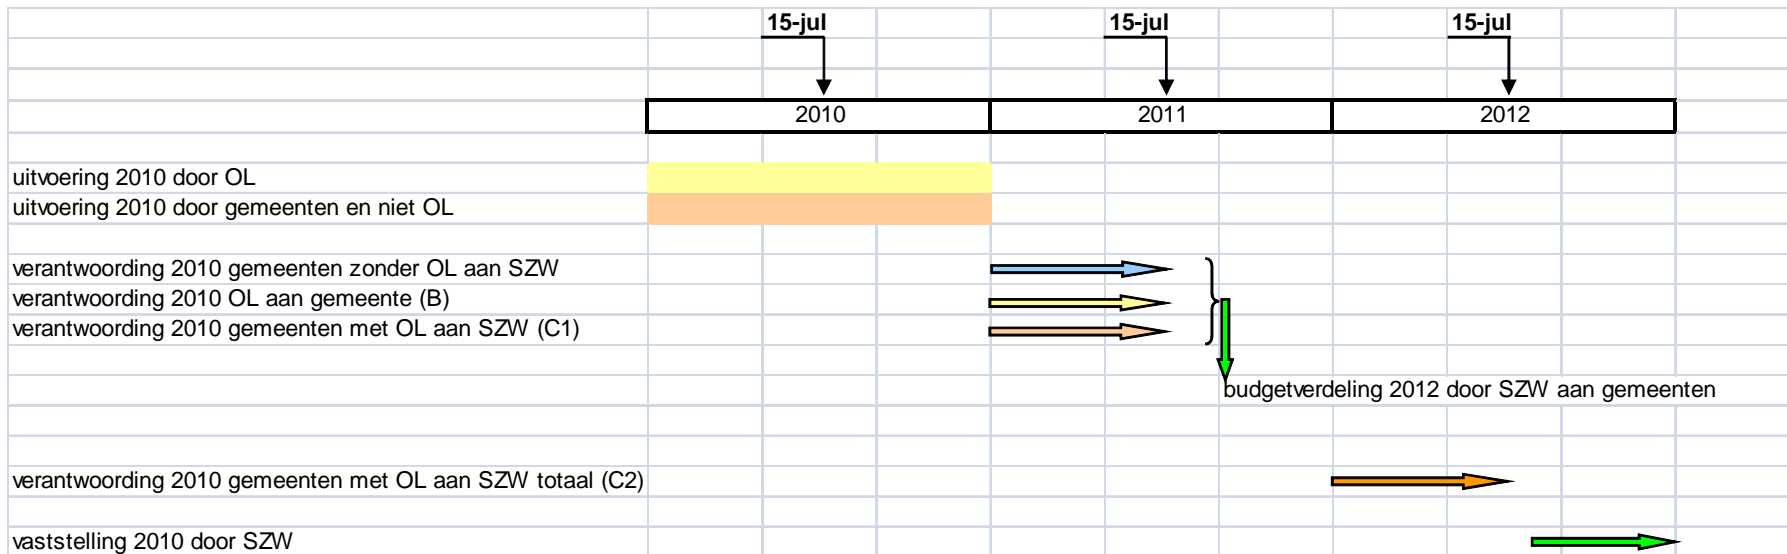 15-jul 15-jul 15-jul
2010 2011 2012
uitvoering 2010 door OL
uitvoering 2010 door gemeenten en niet OL
verantwoording 2010 gemeenten zonder OL aan SZW
verantwoording 2010 OL aan gemeente (B)
verantwoording 2010 gemeenten met OL aan SZW (C1)
budgetverdeling 2012 door SZW aan gemeenten
verantwoording 2010 gemeenten met OL aan SZW totaal (C2)
vaststelling 2010 door SZW